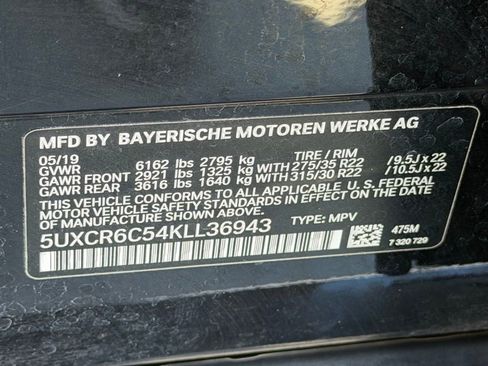 MFD BY BAYERISCHE MOTOREN WERKE AG
05/19 TIRE / RIM
GVWR 6162 lbs 2795 kg
GAWR FRONT 2921 lbs 1325 kg WITH 275/35 R22 /9.5J x 22
GAWR REAR 3616 lbs 1640 kg WITH 315/30 R22 /10.5J x 22
THIS VEHICLE CONFORMS TO ALL APPLICABLE U.S. FEDERAL
MOTOR VEHICLE SAFETY STANDARDS IN EFFECT ON THE DATE
OF MANUFACTURE SHOWN ABOVE.
5UXCR6C54KLL36943 TYPE: MPV
475M
7 320 729